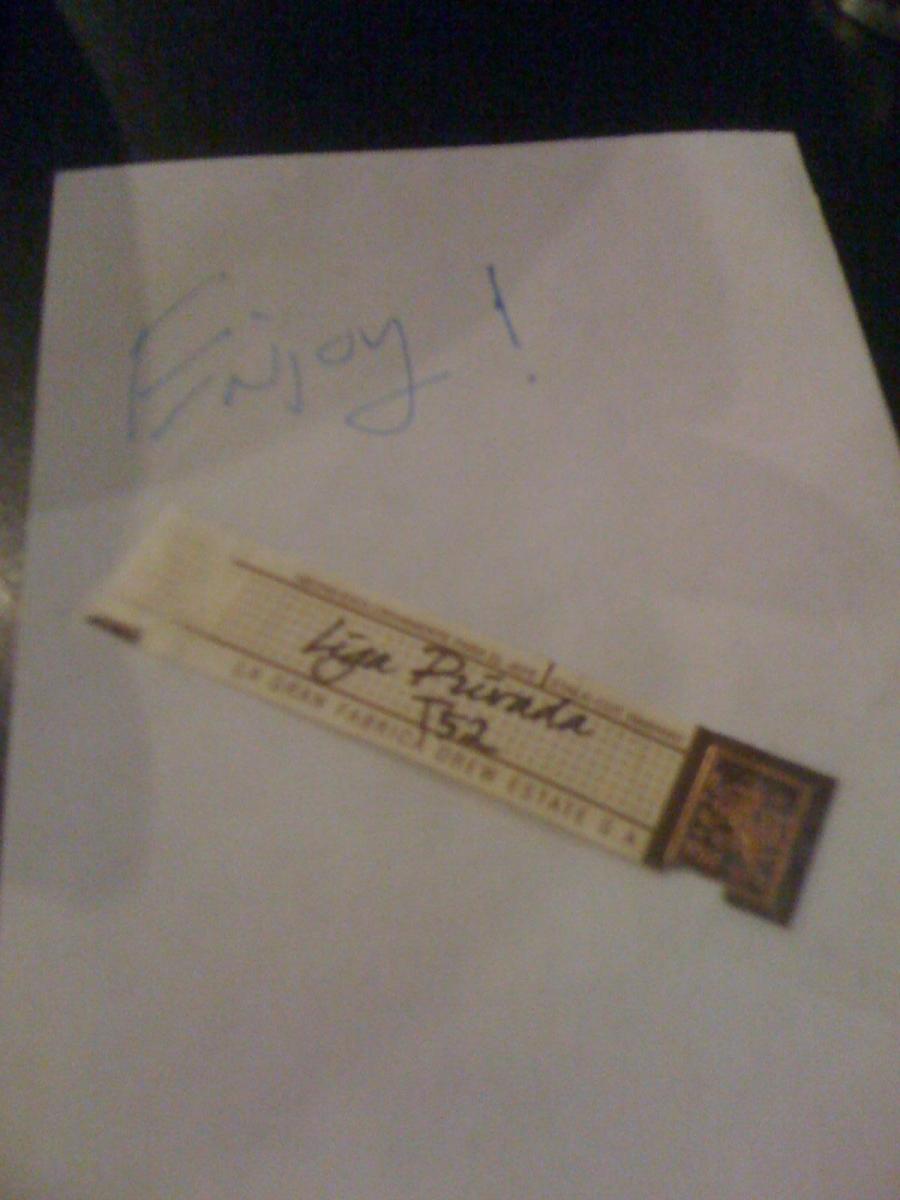 Enjoy!
Liga Privada
T52
LA GRAN FABRICA DREW ESTATE S.A.